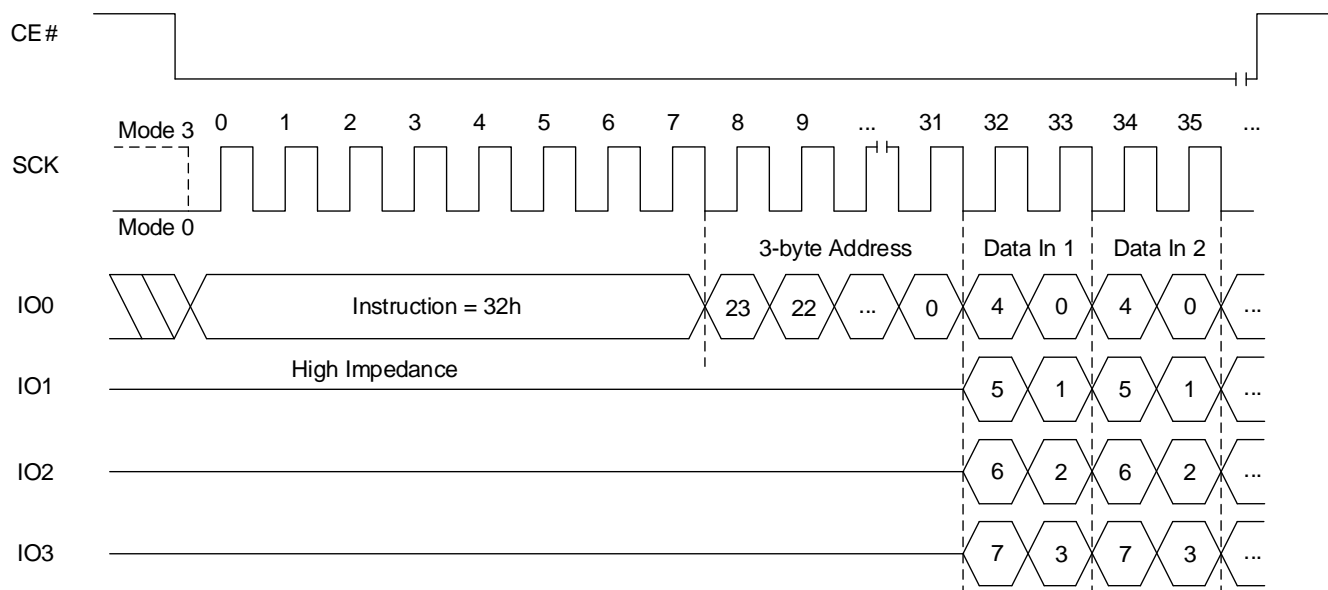 CE#
Mode 3 0 1 2 3 4 5 6 7 8 9 ... 31 32 33 34 35 ...
SCK
Mode 0
3-byte Address Data In 1 Data In 2
IO0 Instruction = 32h 23 22 ... 0 4 0 4 0 ...
High Impedance
IO1 5 1 5 1 ...
IO2 6 2 6 2 ...
IO3 7 3 7 3 ...